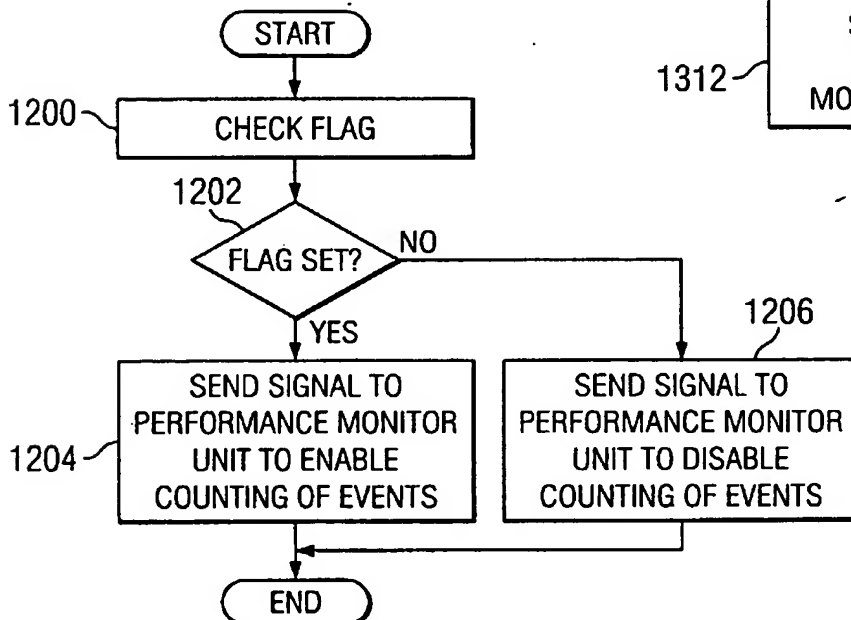 START
1200
CHECK FLAG
1202
FLAG SET?
NO
YES
1204
SEND SIGNAL TO
PERFORMANCE MONITOR
UNIT TO ENABLE
COUNTING OF EVENTS
1206
SEND SIGNAL TO
PERFORMANCE MONITOR
UNIT TO DISABLE
COUNTING OF EVENTS
END
1312
MO